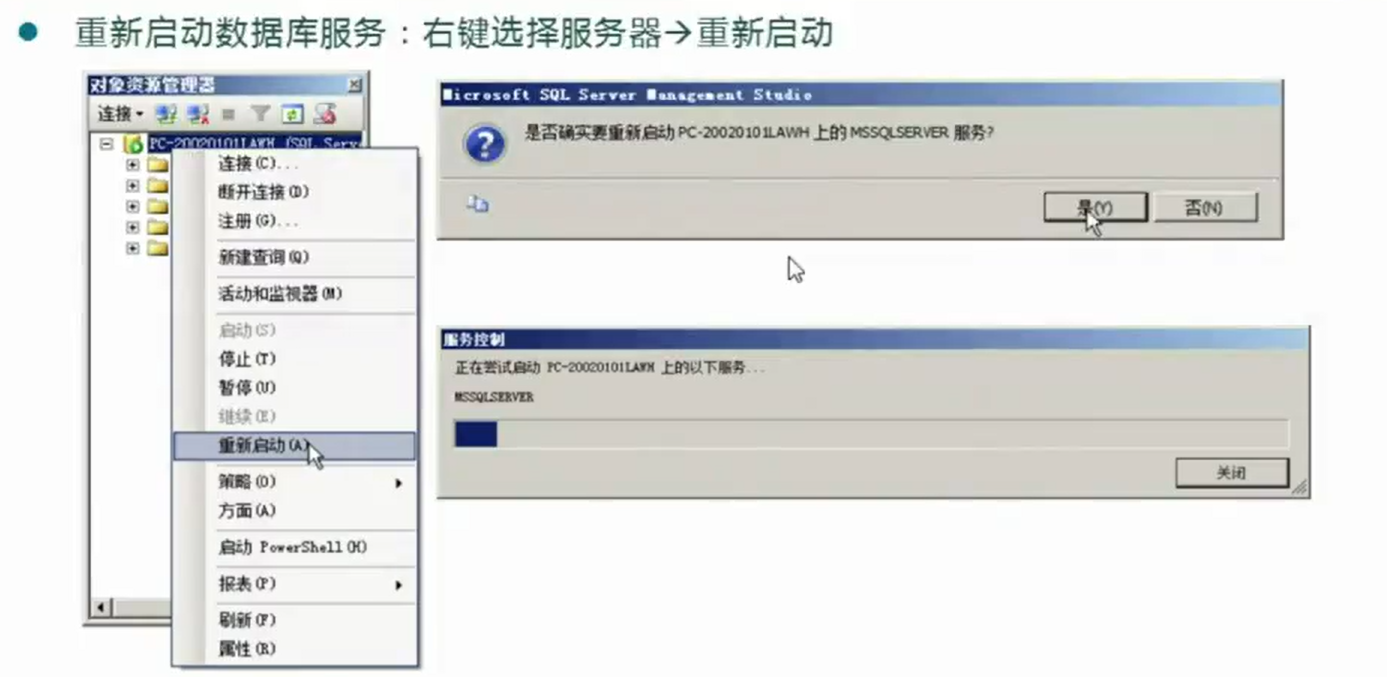 重新启动数据库服务：右键选择服务器→重新启动
对象资源管理器
连接
PC-20020101LAWH (SQL Serve
连接(C)...
断开连接(D)
注册(G)...
新建查询(Q)
活动和监视器(M)
启动(S)
停止(T)
暂停(U)
继续(E)
重新启动(A)
策略(O)
方面(A)
启动 PowerShell(H)
报表(P)
刷新(F)
属性(R)
Microsoft SQL Server Management Studio
是否确实要重新启动 PC-20020101LAWH 上的 MSSQLSERVER 服务?
是(Y)
否(N)
服务控制
正在尝试启动 PC-20020101LAWH 上的以下服务...
MSSQLSERVER
关闭